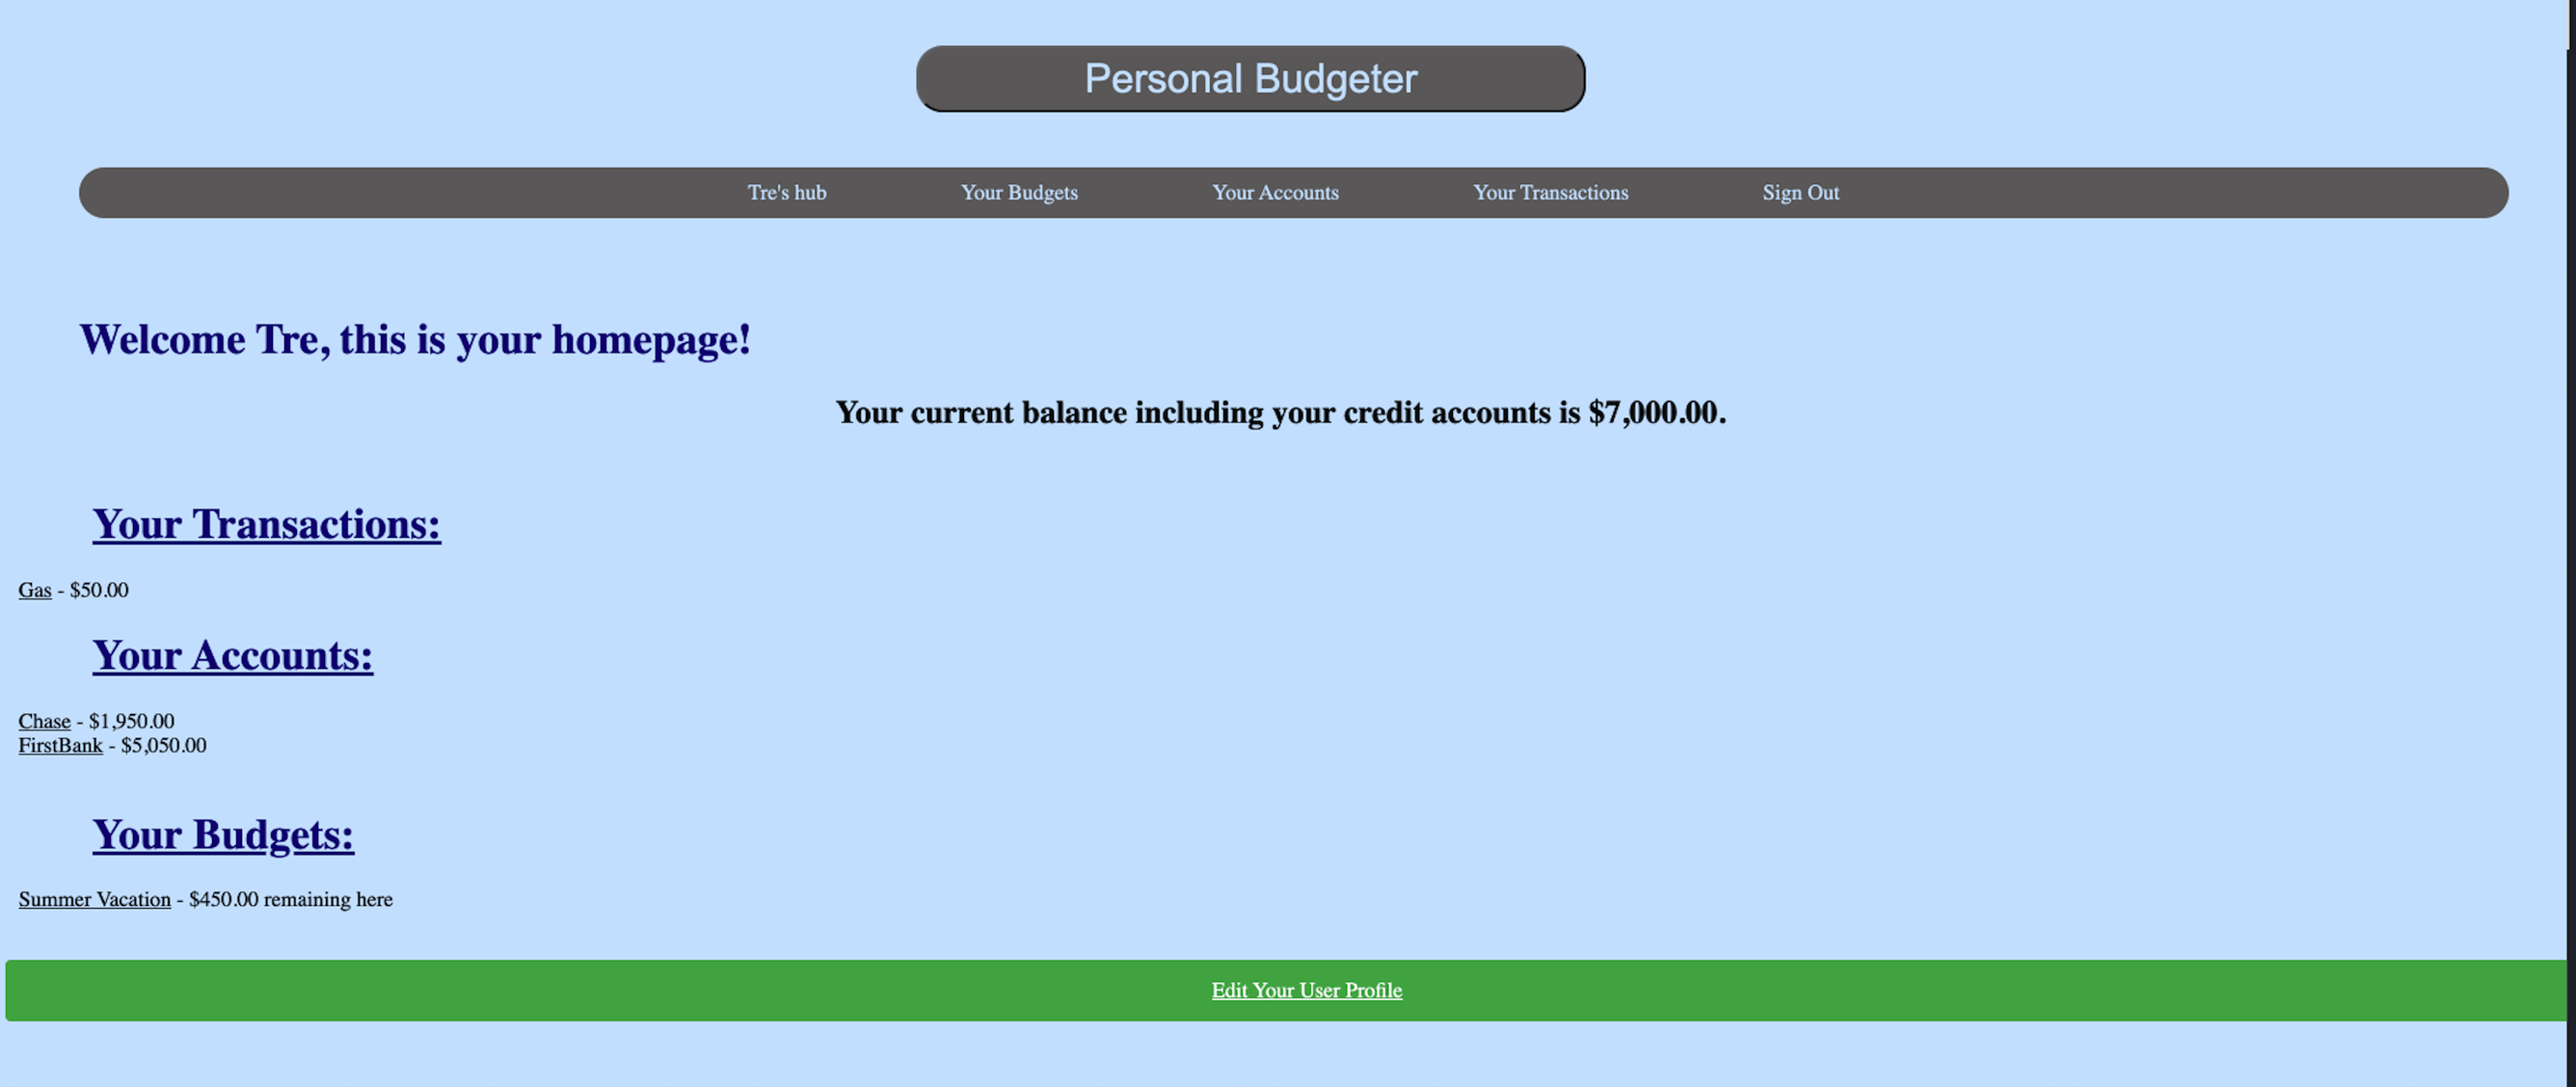 Personal Budgeter
Tre's hub Your Budgets Your Accounts Your Transactions Sign Out
Welcome Tre, this is your homepage!
Your current balance including your credit accounts is $7,000.00.
Your Transactions:
Gas - $50.00
Your Accounts:
Chase - $1,950.00
FirstBank - $5,050.00
Your Budgets:
Summer Vacation - $450.00 remaining here
Edit Your User Profile